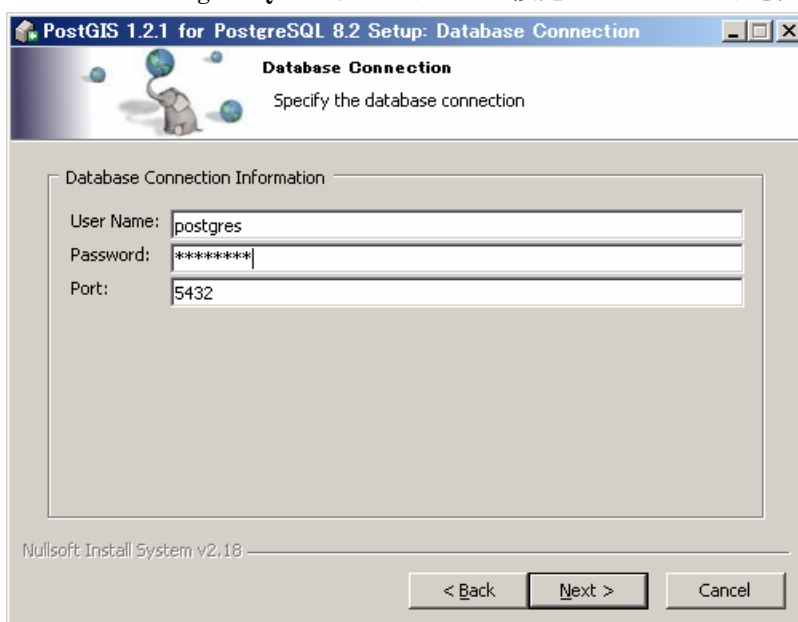 PostGIS 1.2.1 for PostgreSQL 8.2 Setup: Database Connection
Database Connection
Specify the database connection
Database Connection Information
User Name: postgres
Password: ********
Port: 5432
Nullsoft Install System v2.18
< Back Next > Cancel